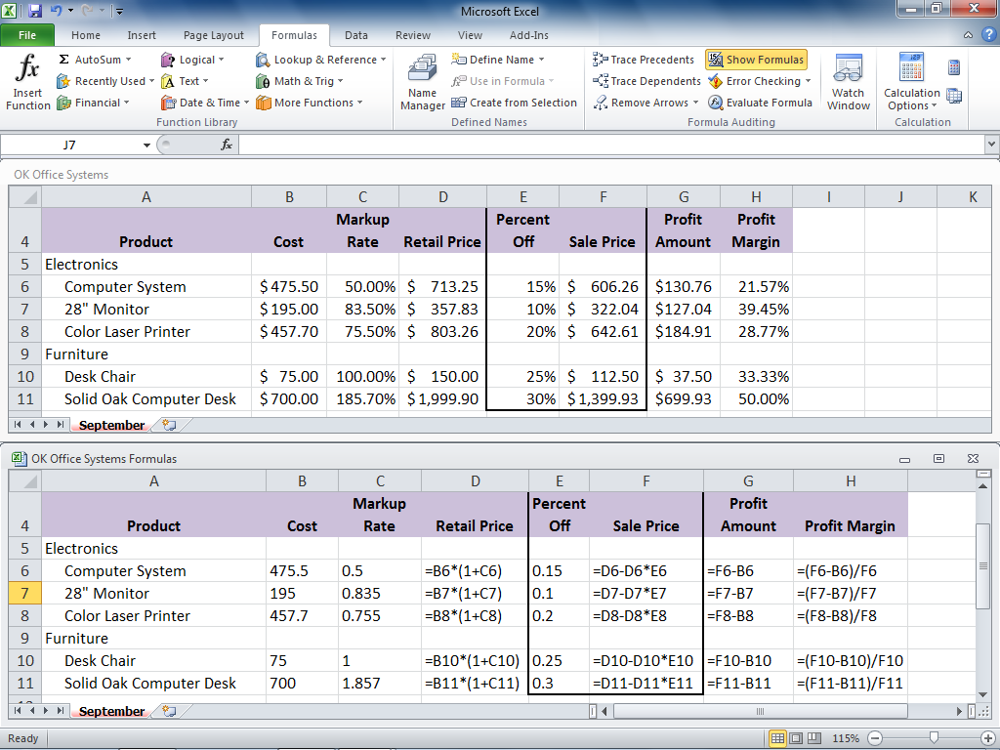 Microsoft Excel
File Home Insert Page Layout Formulas Data Review View Add-Ins
fx Insert Function
Σ AutoSum
Recently Used
Financial
Logical
Text
Date & Time
Lookup & Reference
Math & Trig
More Functions
Function Library
Name Manager
Define Name
Use in Formula
Create from Selection
Defined Names
Trace Precedents
Trace Dependents
Remove Arrows
Show Formulas
Error Checking
Evaluate Formula
Formula Auditing
Watch Window
Calculation Options
Calculation
J7 fx
OK Office Systems
A B C D E F G H I J K
Markup Percent Profit Profit
4 Product Cost Rate Retail Price Off Sale Price Amount Margin
5 Electronics
6 Computer System $475.50 50.00% $ 713.25 15% $ 606.26 $130.76 21.57%
7 28" Monitor $195.00 83.50% $ 357.83 10% $ 322.04 $127.04 39.45%
8 Color Laser Printer $457.70 75.50% $ 803.26 20% $ 642.61 $184.91 28.77%
9 Furniture
10 Desk Chair $ 75.00 100.00% $ 150.00 25% $ 112.50 $ 37.50 33.33%
11 Solid Oak Computer Desk $700.00 185.70% $1,999.90 30% $1,399.93 $699.93 50.00%
September
OK Office Systems Formulas
A B C D E F G H
Markup Percent Profit
4 Product Cost Rate Retail Price Off Sale Price Amount Profit Margin
5 Electronics
6 Computer System 475.5 0.5 =B6*(1+C6) 0.15 =D6-D6*E6 =F6-B6 =(F6-B6)/F6
7 28" Monitor 195 0.835 =B7*(1+C7) 0.1 =D7-D7*E7 =F7-B7 =(F7-B7)/F7
8 Color Laser Printer 457.7 0.755 =B8*(1+C8) 0.2 =D8-D8*E8 =F8-B8 =(F8-B8)/F8
9 Furniture
10 Desk Chair 75 1 =B10*(1+C10) 0.25 =D10-D10*E10 =F10-B10 =(F10-B10)/F10
11 Solid Oak Computer Desk 700 1.857 =B11*(1+C11) 0.3 =D11-D11*E11 =F11-B11 =(F11-B11)/F11
September
Ready 115%